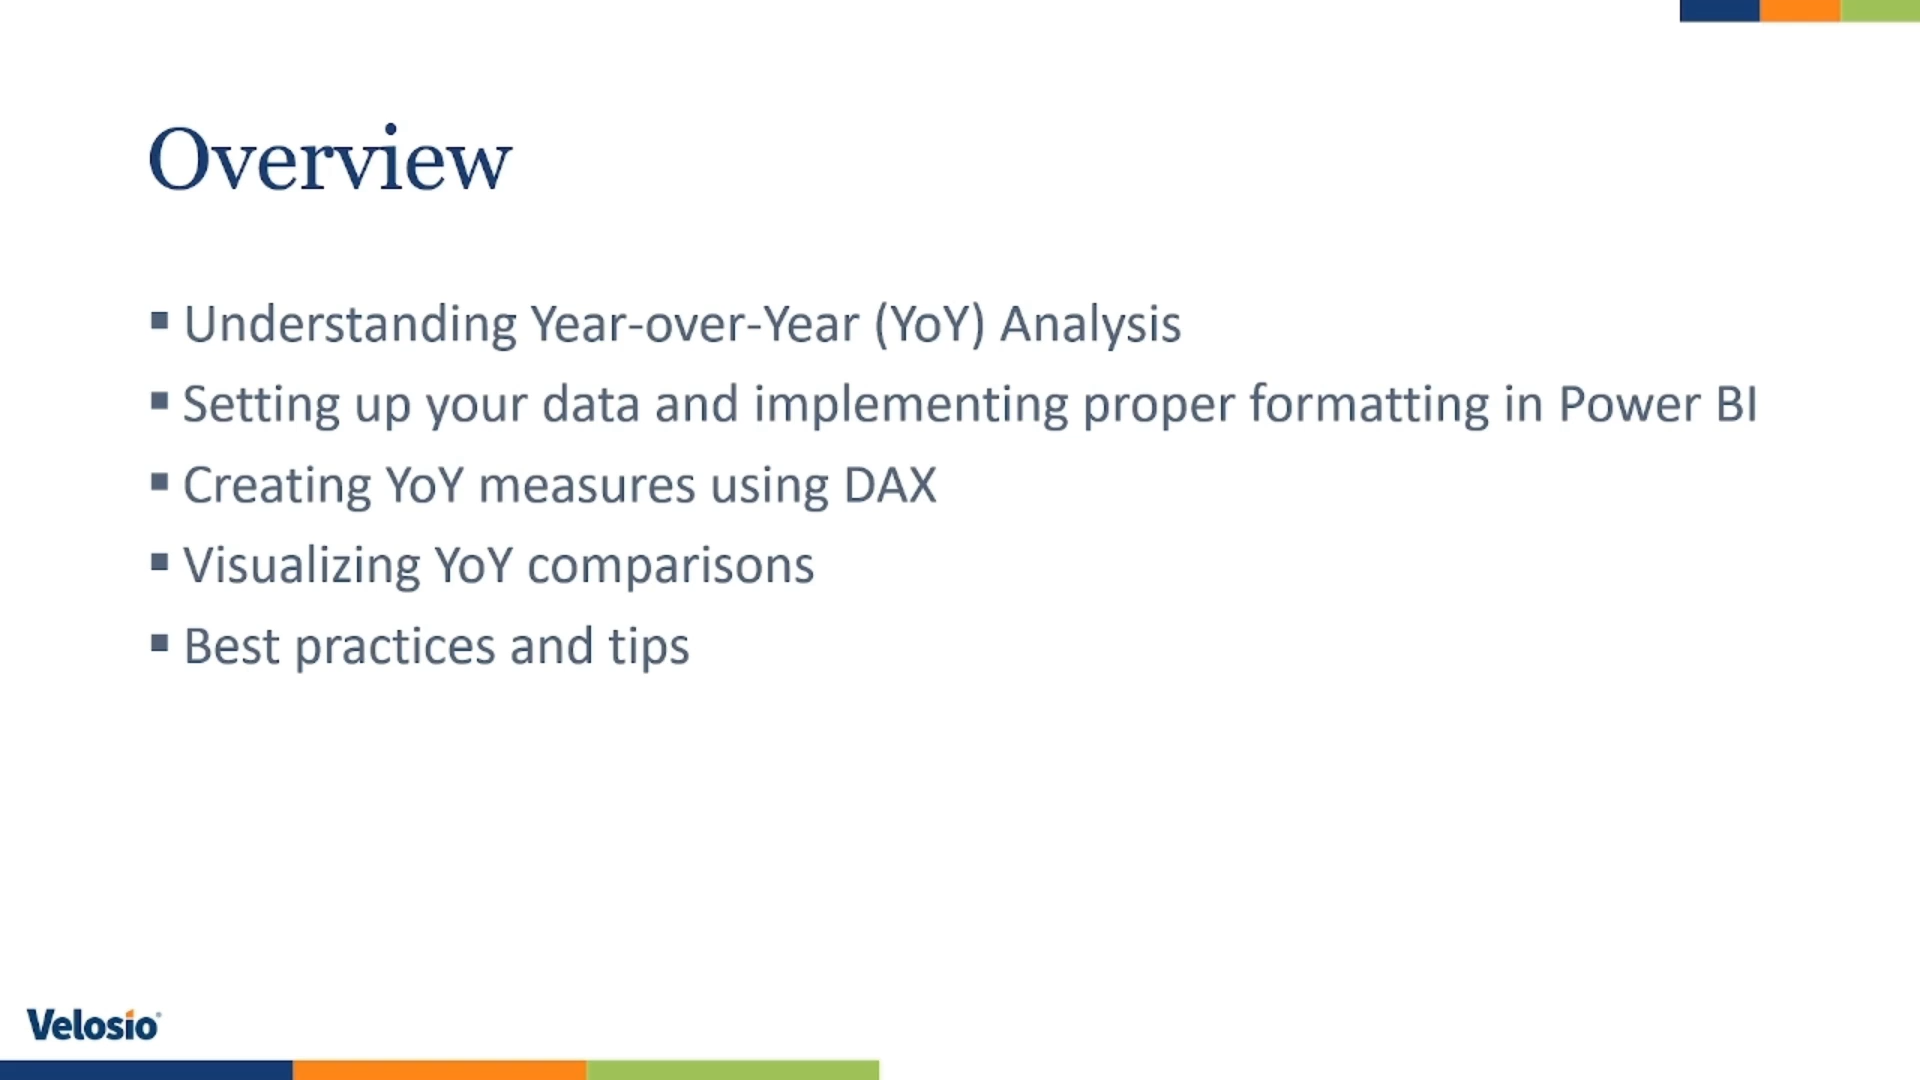 Overview
▪ Understanding Year-over-Year (YoY) Analysis
▪ Setting up your data and implementing proper formatting in Power BI
▪ Creating YoY measures using DAX
▪ Visualizing YoY comparisons
▪ Best practices and tips
Velosio